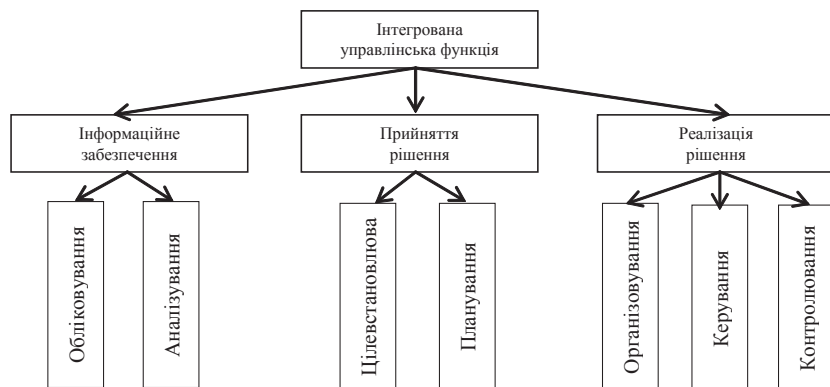 Інтегрована
управлінська функція
Інформаційне
забезпечення
Прийняття
рішення
Реалізація
рішення
Обліковування
Аналізування
Цілевстановлюва
Планування
Організовування
Керування
Контролювання